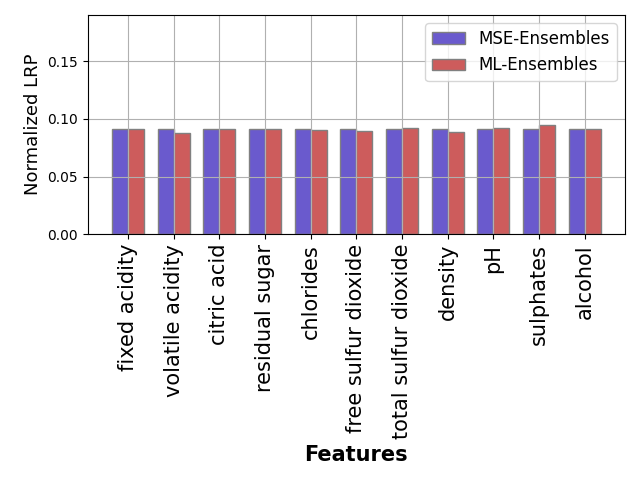 Normalized LRP
0.15
0.10
0.05
0.00
MSE-Ensembles
ML-Ensembles
fixed acidity
volatile acidity
citric acid
residual sugar
chlorides
free sulfur dioxide
total sulfur dioxide
density
pH
sulphates
alcohol
Features